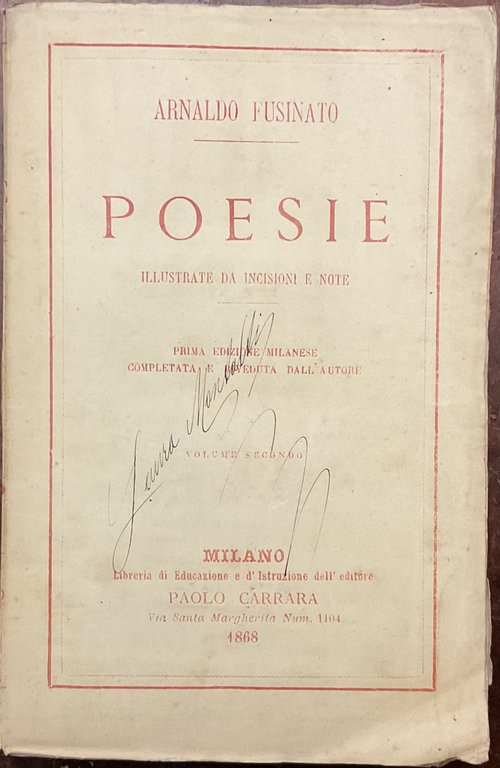 ARNALDO FUSINATO
POESIE
ILLUSTRATE DA INCISIONI E NOTE
PRIMA EDIZIONE MILANESE
COMPLETATA E RIVEDUTA DALL'AUTORE
VOLUME SECONDO
MILANO
Libreria di Educazione e d'Istruzione dell'editore
PAOLO CARRARA
Via Santa Margherita Num. 1104
1868